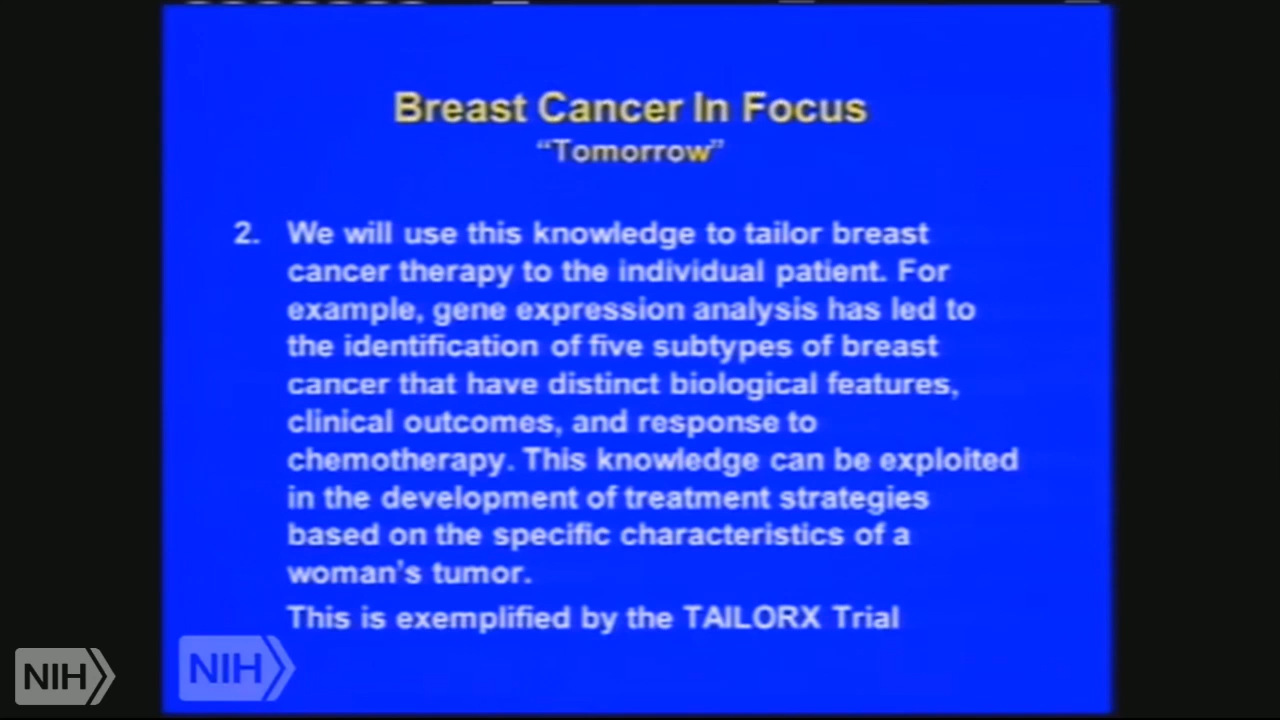 Breast Cancer In Focus
“Tomorrow”
2. We will use this knowledge to tailor breast
cancer therapy to the individual patient. For
example, gene expression analysis has led to
the identification of five subtypes of breast
cancer that have distinct biological features,
clinical outcomes, and response to
chemotherapy. This knowledge can be exploited
in the development of treatment strategies
based on the specific characteristics of a
woman’s tumor.
This is exemplified by the TAILORX Trial
NIH
NIH